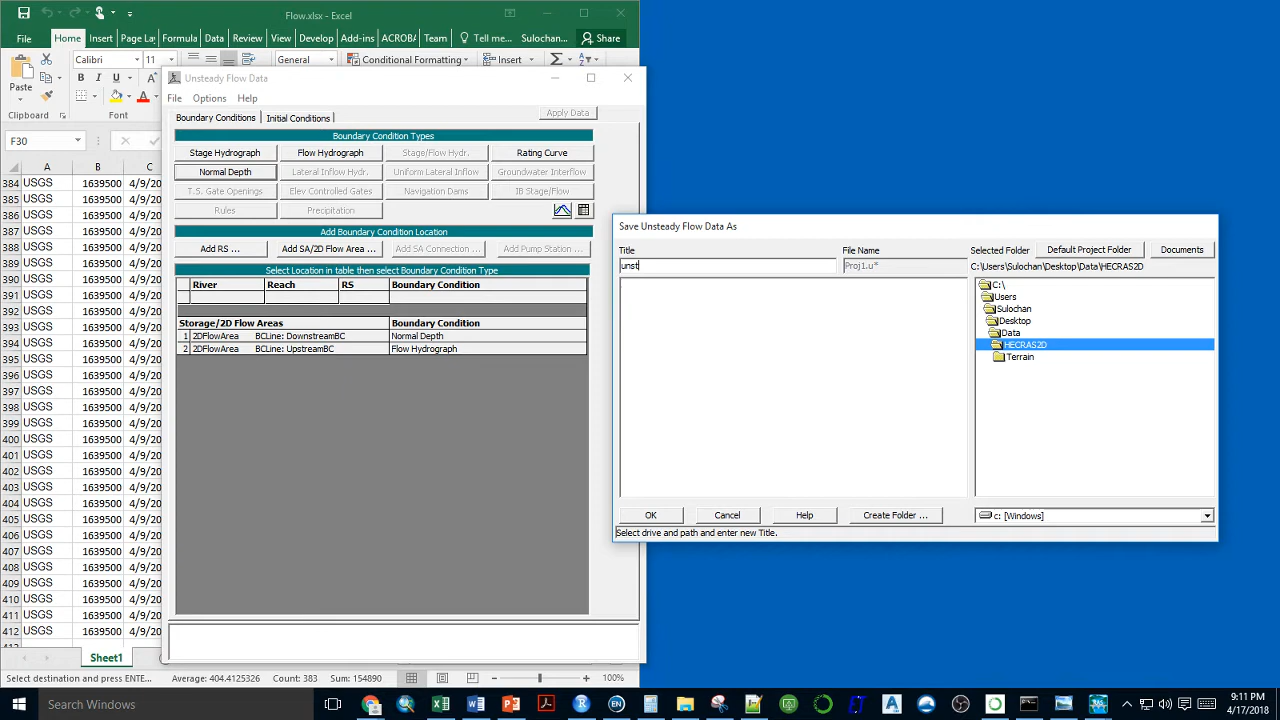 Flow.xlsx - Excel
File Home Insert Page Lay Formula Data Review View Develop Add-ins ACROBA Team Tell me... Sulochan... Share
Calibri 11 General Conditional Formatting Insert
Paste B I U A
Clipboard Font
F30
A B C
384 USGS 1639500 4/9/20
385 USGS 1639500 4/9/20
386 USGS 1639500 4/9/20
387 USGS 1639500 4/9/20
388 USGS 1639500 4/9/20
389 USGS 1639500 4/9/20
390 USGS 1639500 4/9/20
391 USGS 1639500 4/9/20
392 USGS 1639500 4/9/20
393 USGS 1639500 4/9/20
394 USGS 1639500 4/9/20
395 USGS 1639500 4/9/20
396 USGS 1639500 4/9/20
397 USGS 1639500 4/9/20
398 USGS 1639500 4/9/20
399 USGS 1639500 4/9/20
400 USGS 1639500 4/9/20
401 USGS 1639500 4/9/20
402 USGS 1639500 4/9/20
403 USGS 1639500 4/9/20
404 USGS 1639500 4/9/20
405 USGS 1639500 4/9/20
406 USGS 1639500 4/9/20
407 USGS 1639500 4/9/20
408 USGS 1639500 4/9/20
409 USGS 1639500 4/9/20
410 USGS 1639500 4/9/20
411 USGS 1639500 4/9/20
412 USGS 1639500 4/9/20
Sheet1
Select destination and press ENTE... Average: 404.4125326 Count: 383 Sum: 154890 100%
Unsteady Flow Data
File Options Help
Boundary Conditions Initial Conditions Apply Data
Boundary Condition Types
Stage Hydrograph Flow Hydrograph Stage/Flow Hydr. Rating Curve
Normal Depth Lateral Inflow Hydr. Uniform Lateral Inflow Groundwater Interflow
T.S. Gate Openings Elev Controlled Gates Navigation Dams IB Stage/Flow
Rules Precipitation
Add Boundary Condition Location
Add RS ... Add SA/2D Flow Area ... Add SA Connection ... Add Pump Station ...
Select Location in table then select Boundary Condition Type
River Reach RS Boundary Condition
Storage/2D Flow Areas Boundary Condition
1 2DFlowArea BCLine: DownstreamBC Normal Depth
2 2DFlowArea BCLine: UpstreamBC Flow Hydrograph
Save Unsteady Flow Data As
Title File Name Selected Folder Default Project Folder Documents
unst Proj1.u* C:\Users\Sulochan\Desktop\Data\HECRAS2D
C:\
Users
Sulochan
Desktop
Data
HECRAS2D
Terrain
OK Cancel Help Create Folder ... c: [Windows]
Select drive and path and enter new Title.
Search Windows
EN
9:11 PM
4/17/2018